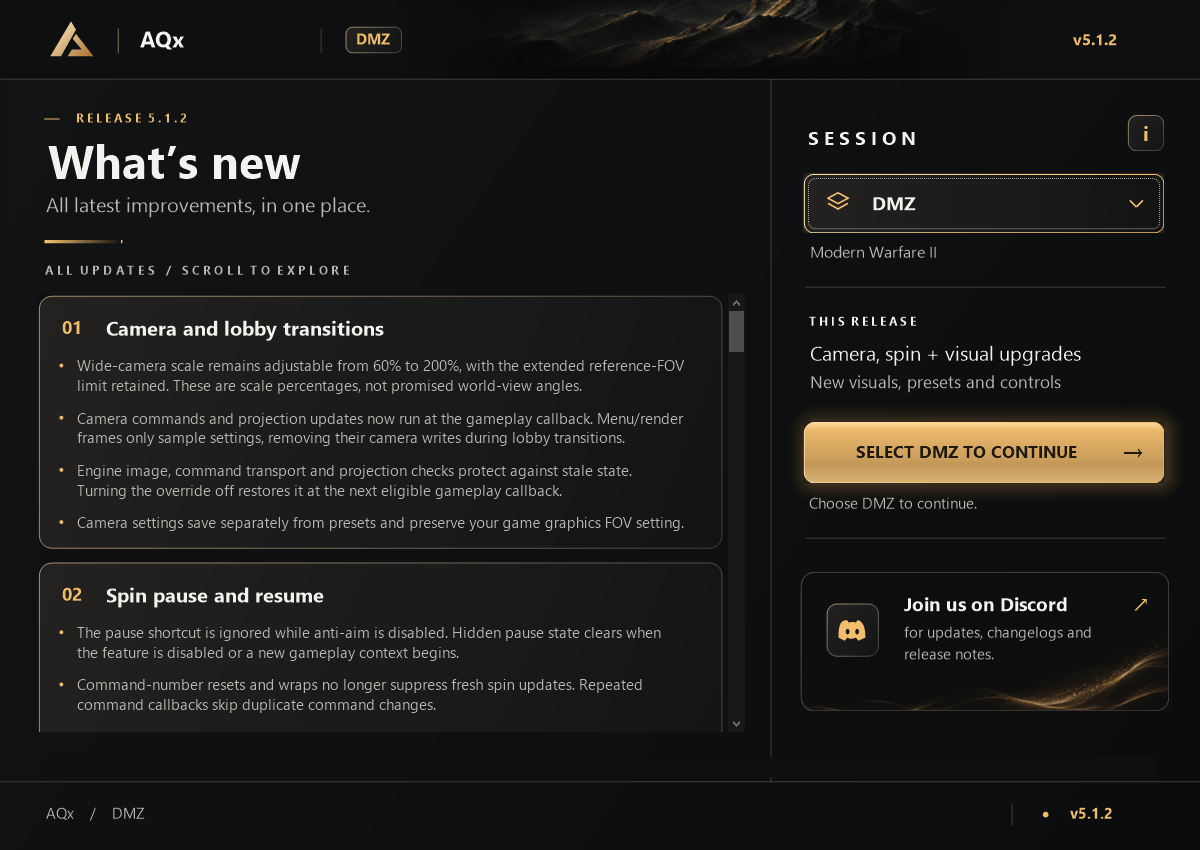 AQx
DMZ
v5.1.2
RELEASE 5.1.2
What's new
All latest improvements, in one place.
ALL UPDATES / SCROLL TO EXPLORE
01 Camera and lobby transitions
• Wide-camera scale remains adjustable from 60% to 200%, with the extended reference-FOV
limit retained. These are scale percentages, not promised world-view angles.
• Camera commands and projection updates now run at the gameplay callback. Menu/render
frames only sample settings, removing their camera writes during lobby transitions.
• Engine image, command transport and projection checks protect against stale state.
Turning the override off restores it at the next eligible gameplay callback.
• Camera settings save separately from presets and preserve your game graphics FOV setting.
02 Spin pause and resume
• The pause shortcut is ignored while anti-aim is disabled. Hidden pause state clears when
the feature is disabled or a new gameplay context begins.
• Command-number resets and wraps no longer suppress fresh spin updates. Repeated
command callbacks skip duplicate command changes.
SESSION
i
DMZ
Modern Warfare II
THIS RELEASE
Camera, spin + visual upgrades
New visuals, presets and controls
SELECT DMZ TO CONTINUE →
Choose DMZ to continue.
Join us on Discord ↗
for updates, changelogs and
release notes.
AQx / DMZ
• v5.1.2